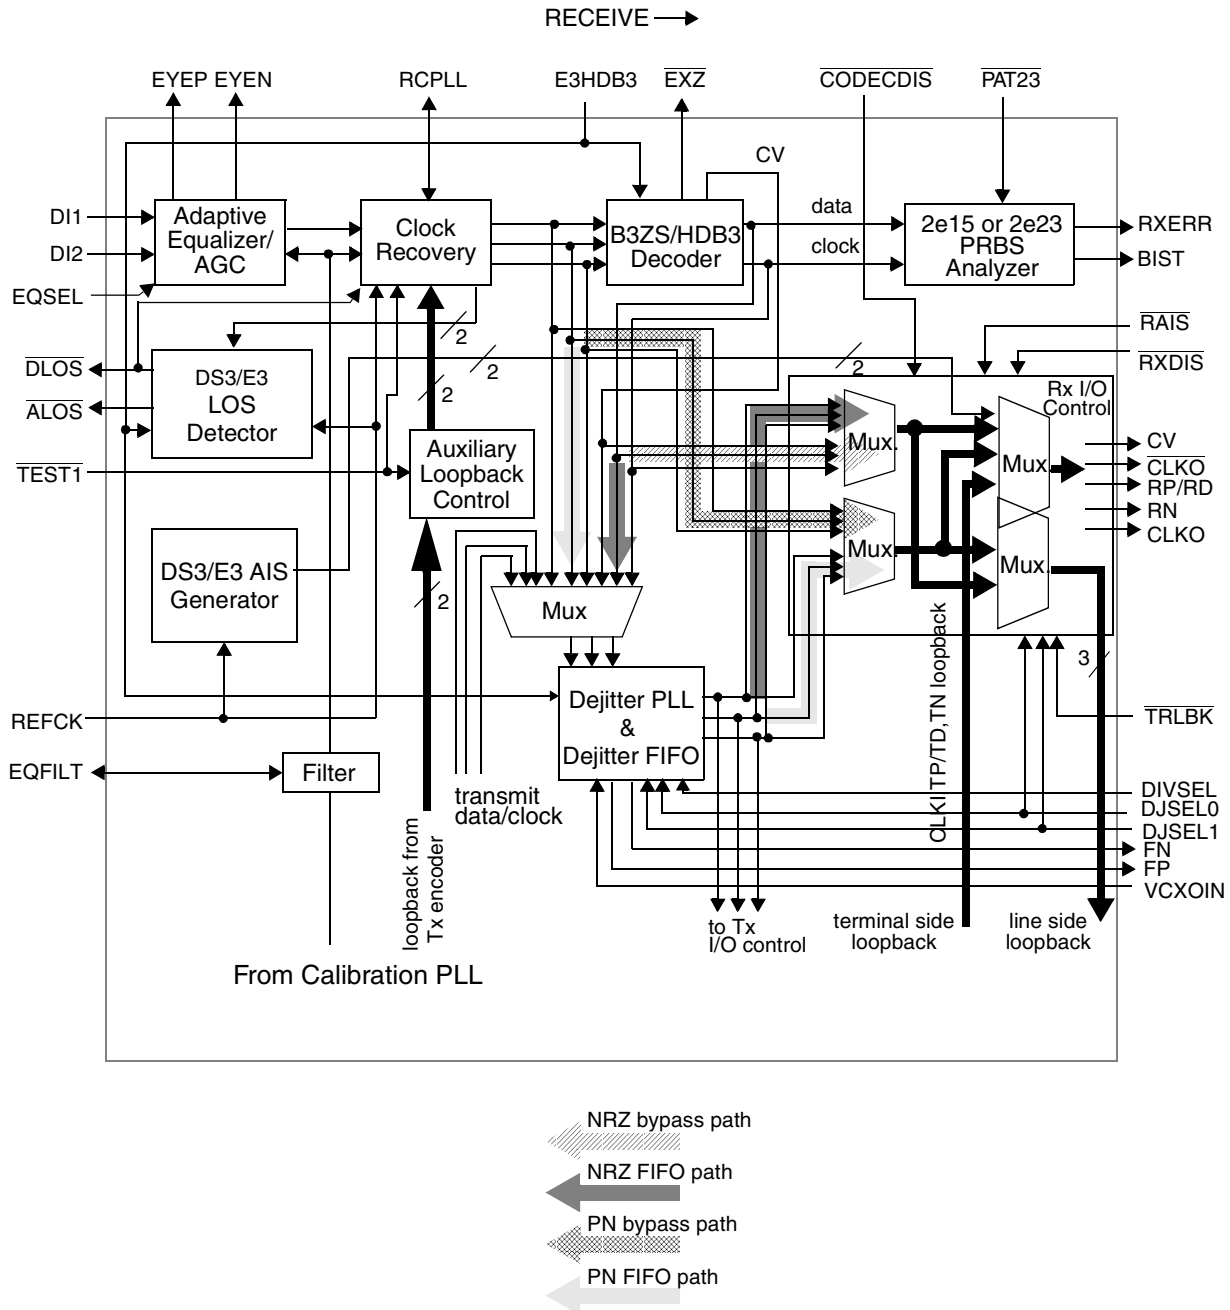 RECEIVE
EYEP EYEN
RCPLL
E3HDB3
EXZ
CODECDIS
PAT23
CV
DI1
DI2
EQSEL
DLOS
ALOS
TEST1
REFCK
EQFILT
Adaptive
Equalizer/
AGC
Clock
Recovery
B3ZS/HDB3
Decoder
data
clock
2e15 or 2e23
PRBS
Analyzer
RXERR
BIST
RAIS
RXDIS
2
2
2
2
DS3/E3
LOS
Detector
Auxiliary
Loopback
Control
Rx I/O
Control
Mux.
Mux.
Mux.
Mux.
CV
CLKO
RP/RD
RN
CLKO
DS3/E3 AIS
Generator
2
Mux
3
Dejitter PLL
&
Dejitter FIFO
CLKI TP/TD,TN loopback
TRLBK
Filter
transmit
data/clock
DIVSEL
DJSEL0
DJSEL1
FN
FP
VCXOIN
loopback from
Tx encoder
to Tx
I/O control
terminal side
loopback
line side
loopback
From Calibration PLL
NRZ bypass path
NRZ FIFO path
PN bypass path
PN FIFO path